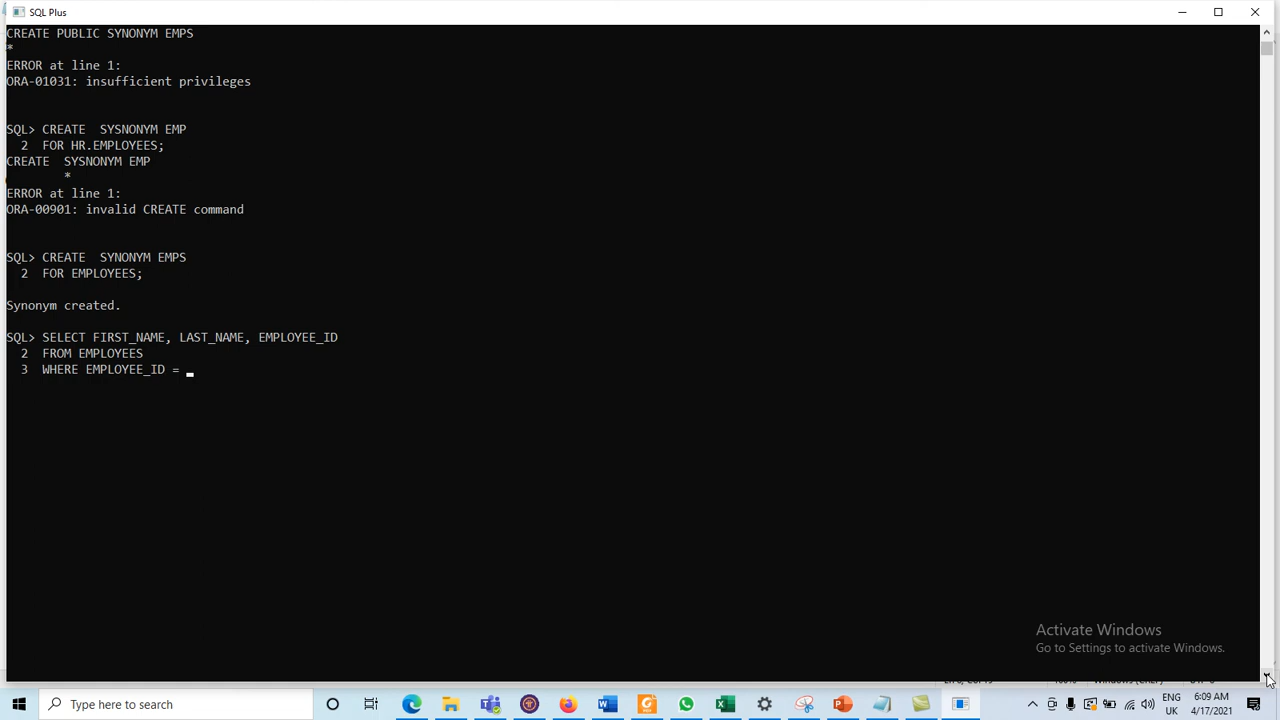 SQL Plus
CREATE PUBLIC SYNONYM EMPS
*
ERROR at line 1:
ORA-01031: insufficient privileges
SQL> CREATE  SYSNONYM EMP
  2  FOR HR.EMPLOYEES;
CREATE  SYSNONYM EMP
        *
ERROR at line 1:
ORA-00901: invalid CREATE command
SQL> CREATE  SYNONYM EMPS
  2  FOR EMPLOYEES;
Synonym created.
SQL> SELECT FIRST_NAME, LAST_NAME, EMPLOYEE_ID
  2  FROM EMPLOYEES
  3  WHERE EMPLOYEE_ID =
Activate Windows
Go to Settings to activate Windows.
Type here to search
ENG
UK
6:09 AM
4/17/2021